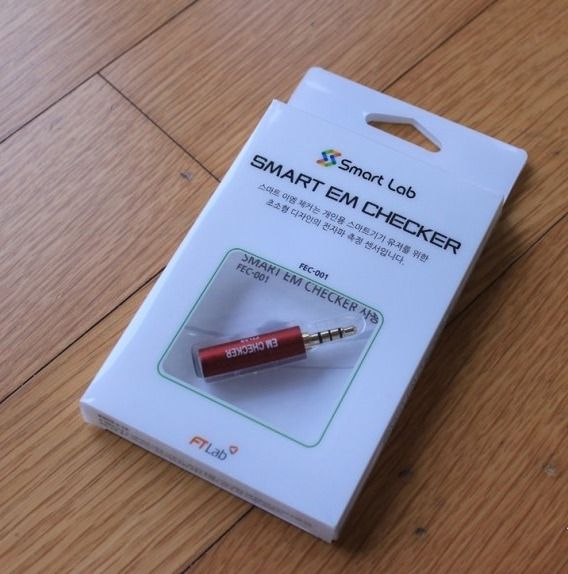 Smart Lab
SMART EM CHECKER
스마트 이엠 체커는 개인용 스마트기기 유저를 위한
초소형 디자인의 전자파 측정 센서입니다.
FEC-001
SMART EM CHECKER 사용
FEC-001
EM CHECKER
FTLab